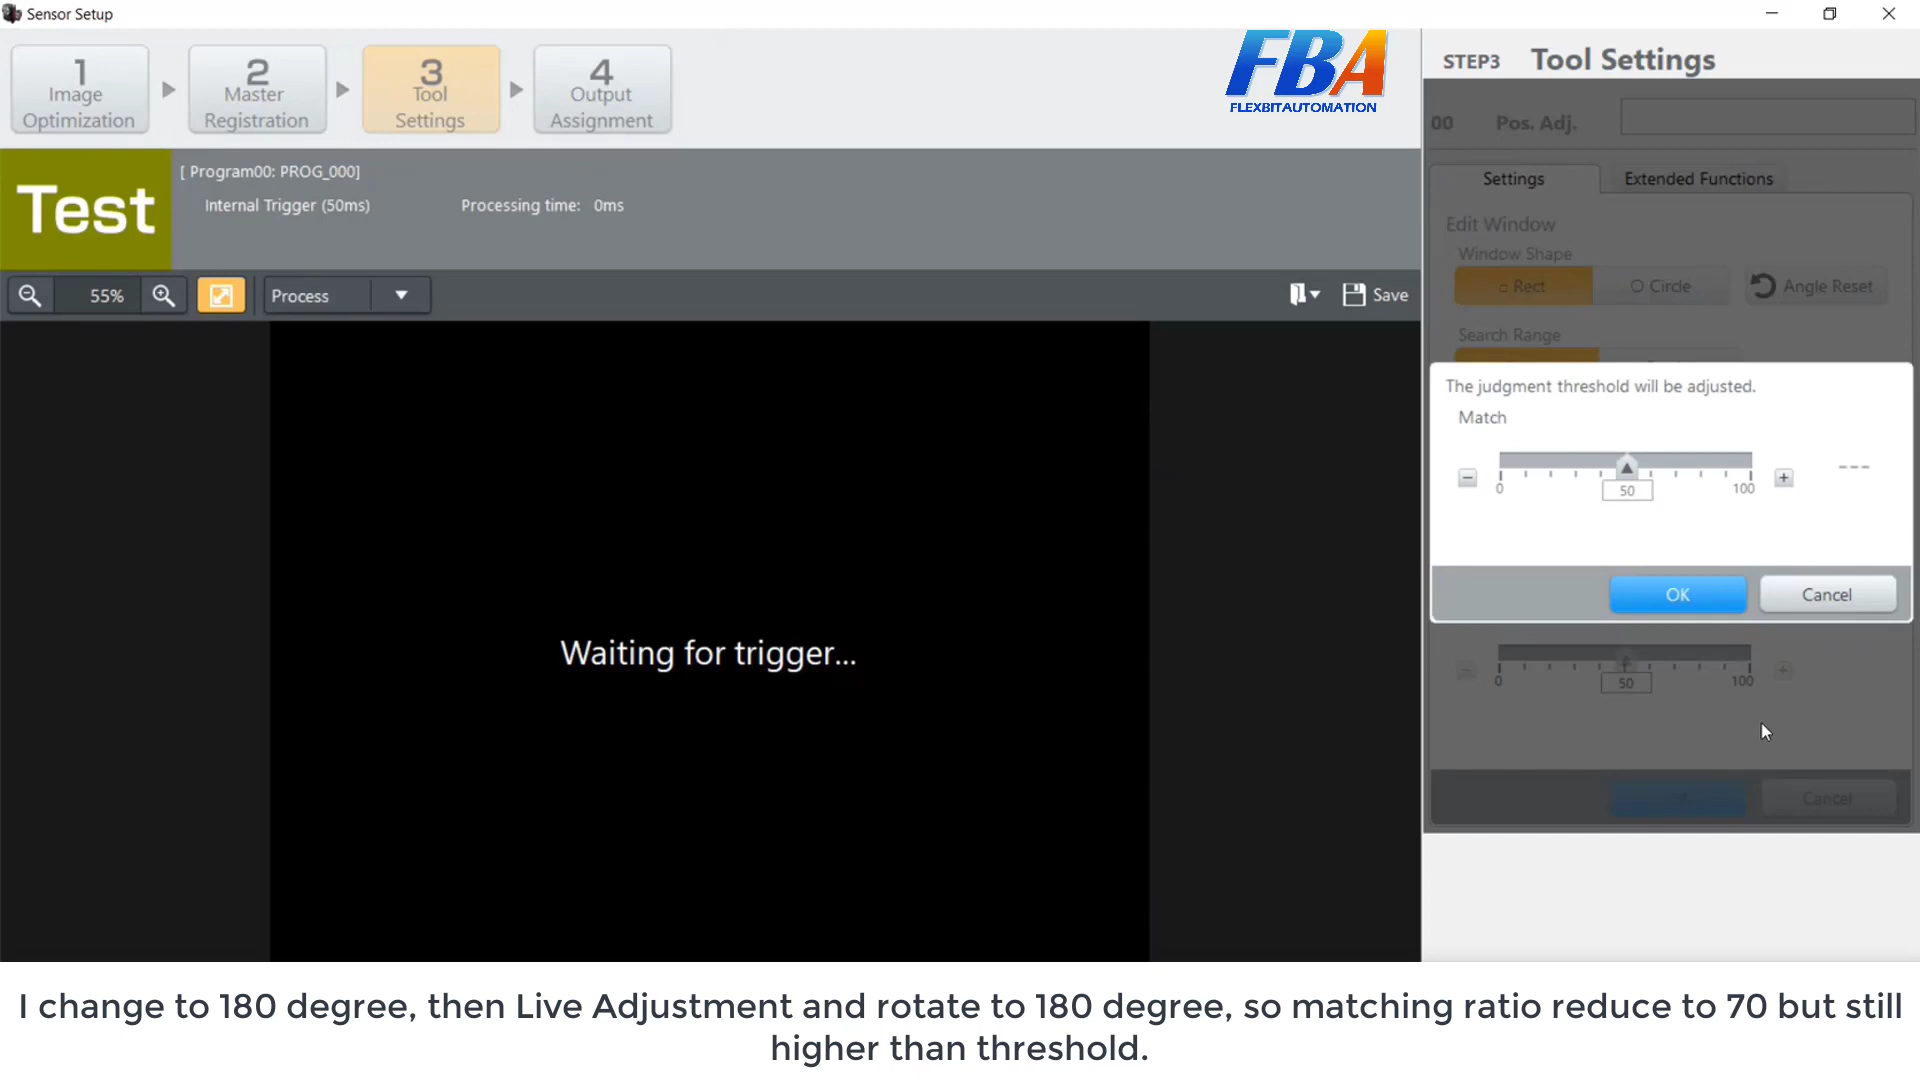 Sensor Setup
1
Image
Optimization
2
Master
Registration
3
Tool
Settings
4
Output
Assignment
FBA
FLEXBITAUTOMATION
STEP3 Tool Settings
00 Pos. Adj.
Test
[ Program00: PROG_000]
Internal Trigger (50ms) Processing time: 0ms
Settings Extended Functions
Edit Window
Window Shape
Rect Circle Angle Reset
55% Process Save
Search Range
The judgment threshold will be adjusted.
Match
0 50 100 ---
OK Cancel
Waiting for trigger...
0 50 100
Cancel
I change to 180 degree, then Live Adjustment and rotate to 180 degree, so matching ratio reduce to 70 but still
higher than threshold.